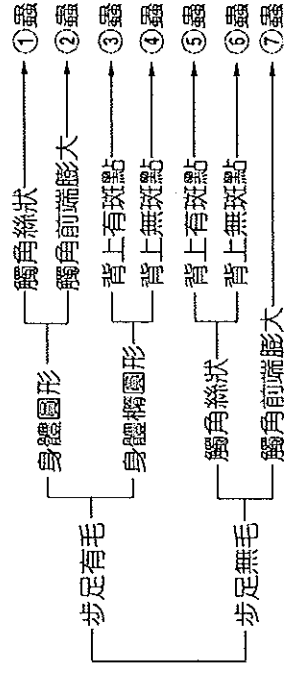 步足有毛
身體圓形
觸角絲狀 ①蟲
觸角前端膨大 ②蟲
身體橢圓形
背上有斑點 ③蟲
背上無斑點 ④蟲
步足無毛
觸角絲狀
背上有斑點 ⑤蟲
背上無斑點 ⑥蟲
觸角前端膨大 ⑦蟲